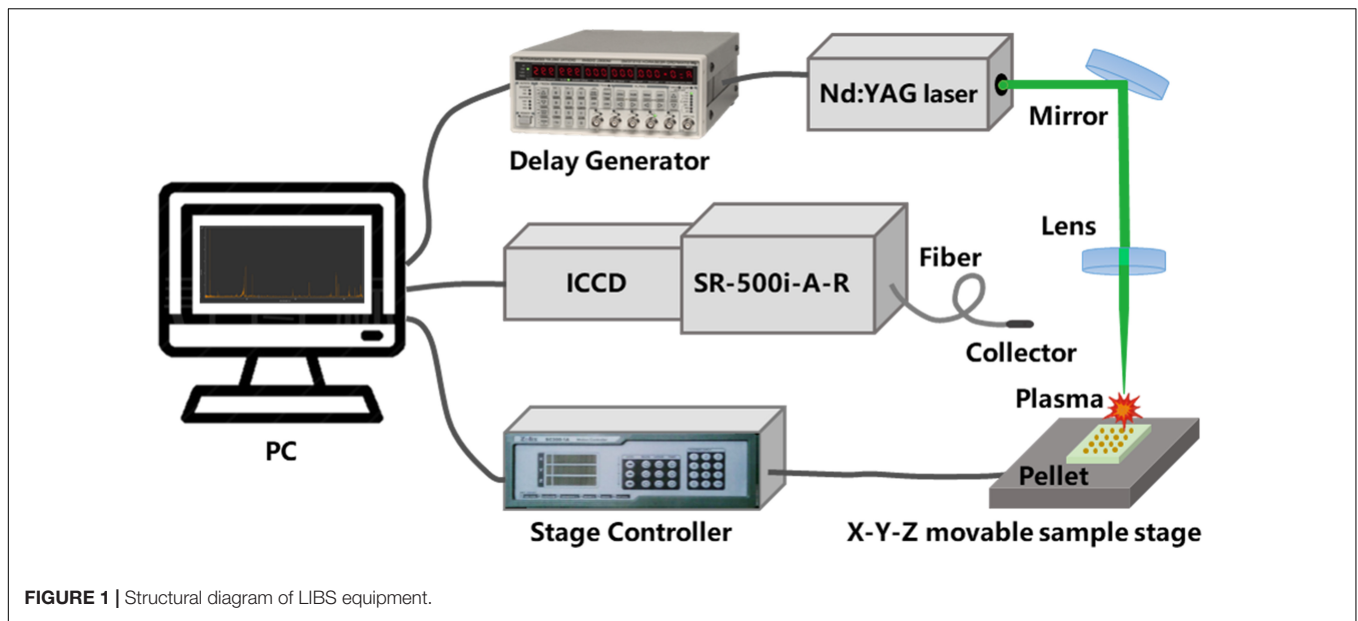 Delay Generator
Nd:YAG laser
Mirror
Lens
ICCD
SR-500i-A-R
Fiber
Collector
PC
Plasma
Pellet
Stage Controller
X-Y-Z movable sample stage
FIGURE 1 | Structural diagram of LIBS equipment.